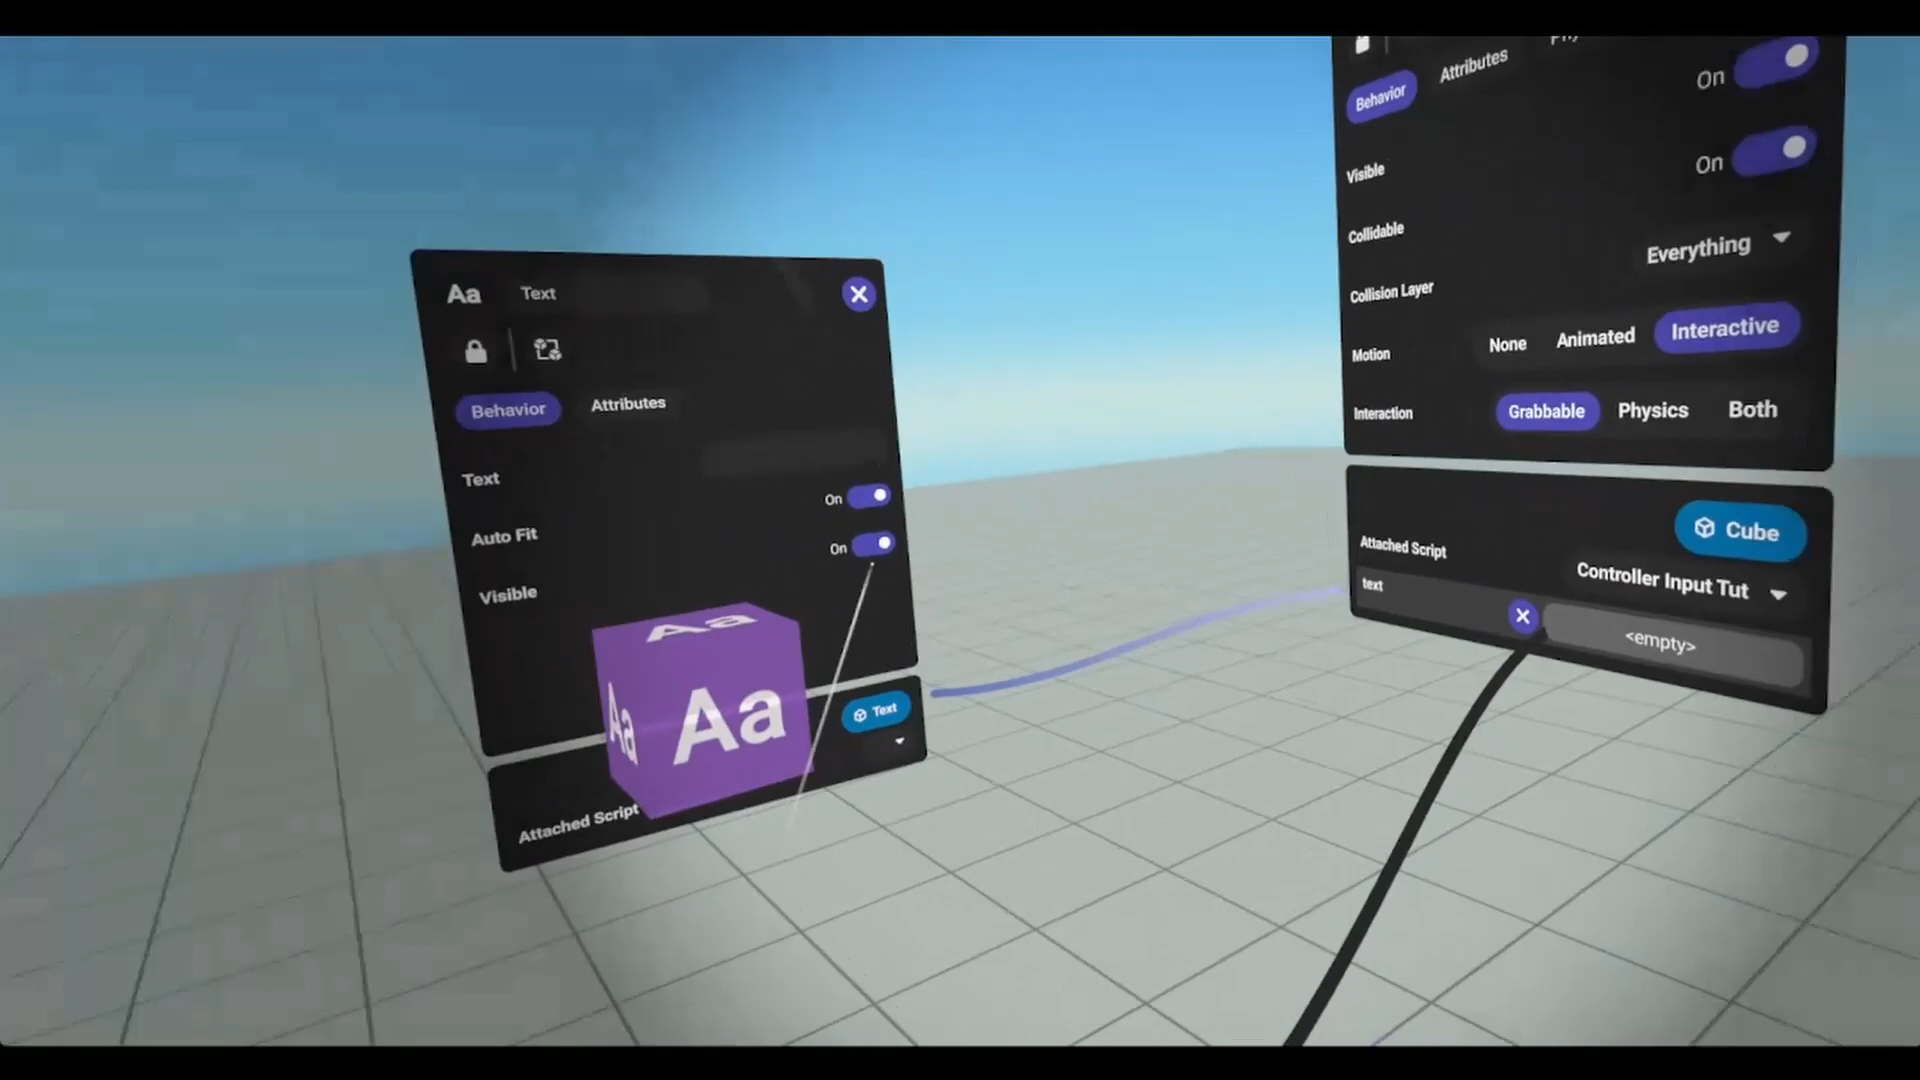 Aa Text
Behavior Attributes
Text
On
Auto Fit
On
Visible
Aa
Aa Aa
Text
Attached Script
Behavior Attributes
On
Visible
On
Collidable
Everything
Collision Layer
Motion None Animated Interactive
Interaction Grabbable Physics Both
Cube
Attached Script
Controller Input Tut
text
<empty>